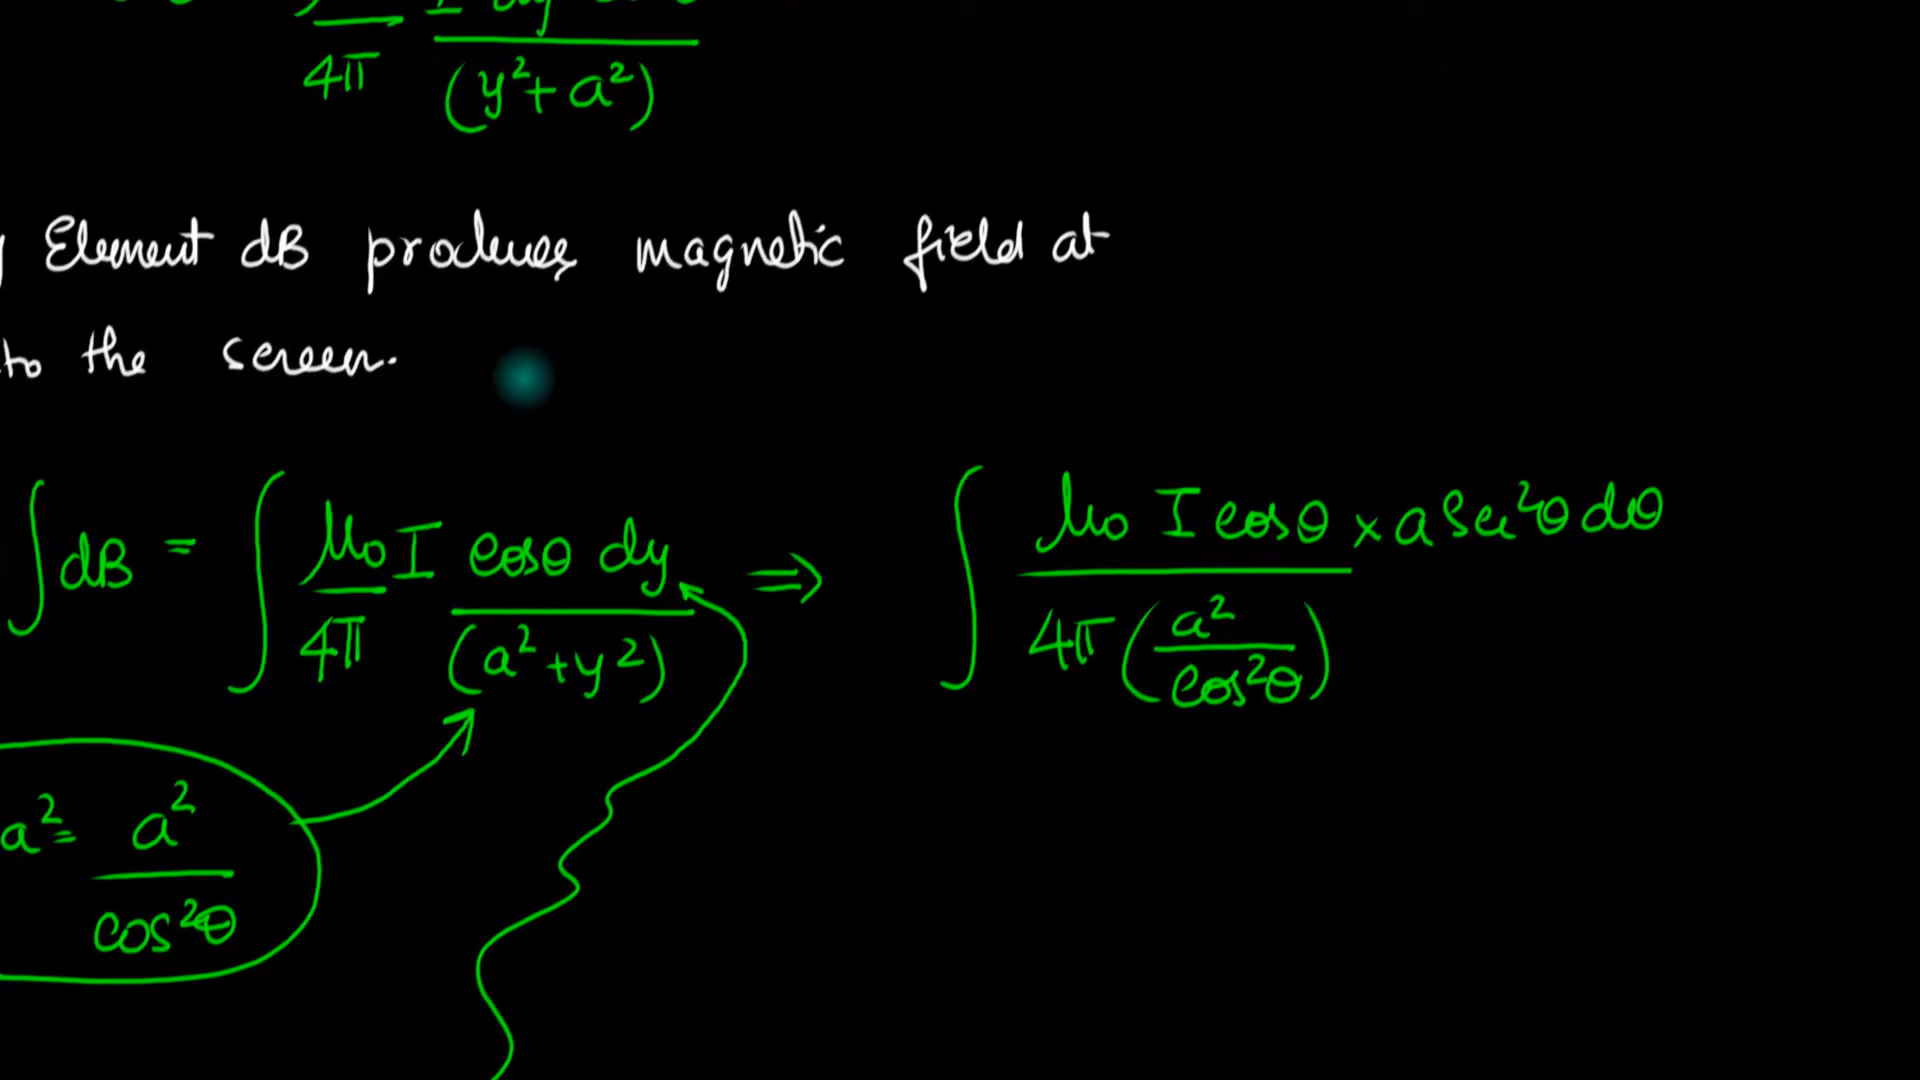 4π (y²+ a²)
Element dB produces magnetic field at
to the screen.
∫dB = ∫ μ₀/4π I cosθ dy/(a²+y²) ⇒ ∫ μ₀ I cosθ × a sec²θ dθ / 4π(a²/cos²θ)
a² = a²/cos²θ